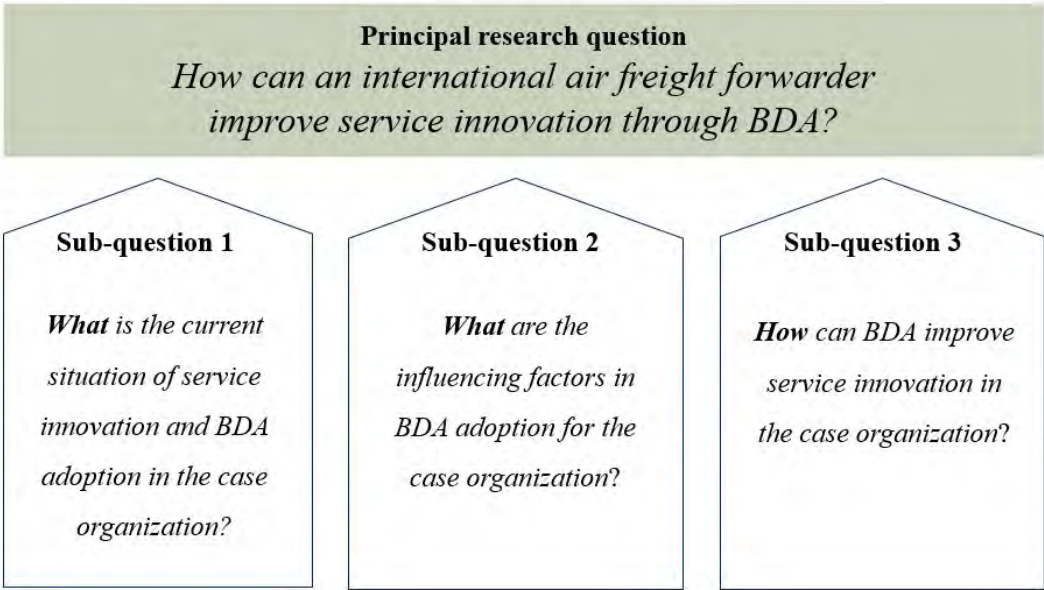 Principal research question
How can an international air freight forwarder
improve service innovation through BDA?
Sub-question 1
What is the current
situation of service
innovation and BDA
adoption in the case
organization?
Sub-question 2
What are the
influencing factors in
BDA adoption for the
case organization?
Sub-question 3
How can BDA improve
service innovation in
the case organization?